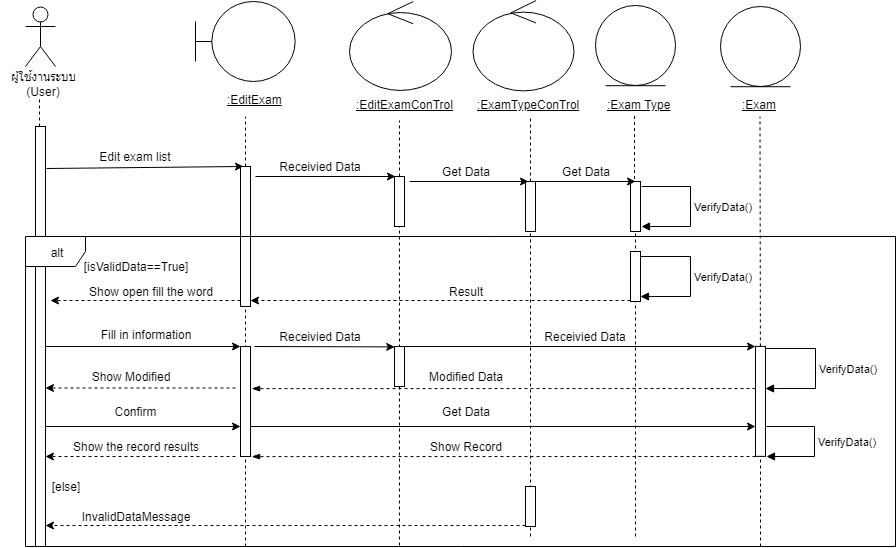 ผู้ใช้งานระบบ
(User)
:EditExam
:EditExamConTrol
:ExamTypeConTrol
:Exam Type
:Exam
Edit exam list
Receivied Data
Get Data
Get Data
VerifyData()
alt
[isValidData==True]
VerifyData()
Show open fill the word
Result
Fill in information
Receivied Data
Receivied Data
VerifyData()
Show Modified
Modified Data
Confirm
Get Data
VerifyData()
Show the record results
Show Record
[else]
InvalidDataMessage